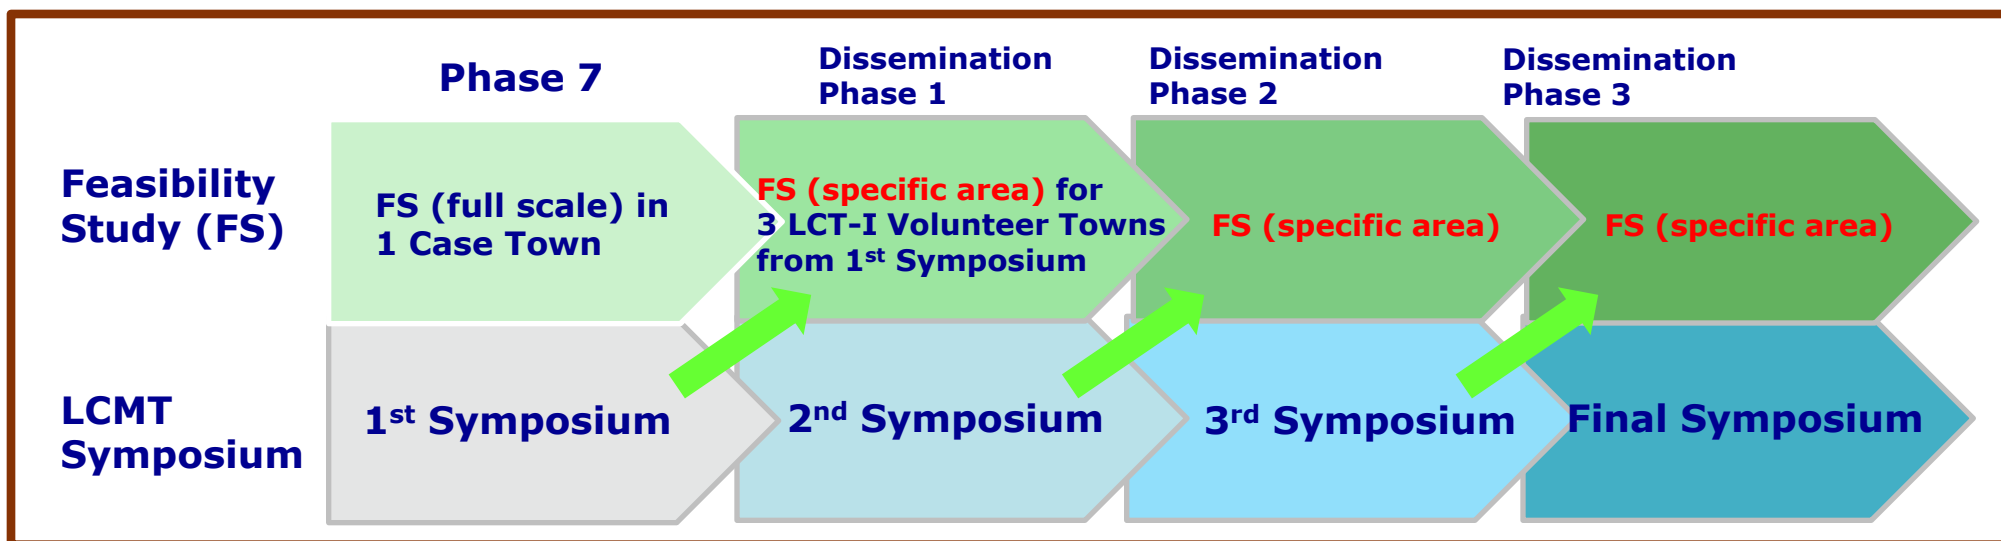 Phase 7
Dissemination
Phase 1
Dissemination
Phase 2
Dissemination
Phase 3
Feasibility
Study (FS)
FS (full scale) in
1 Case Town
FS (specific area) for
3 LCT-I Volunteer Towns
from 1st Symposium
FS (specific area)
FS (specific area)
LCMT
Symposium
1st Symposium
2nd Symposium
3rd Symposium
Final Symposium